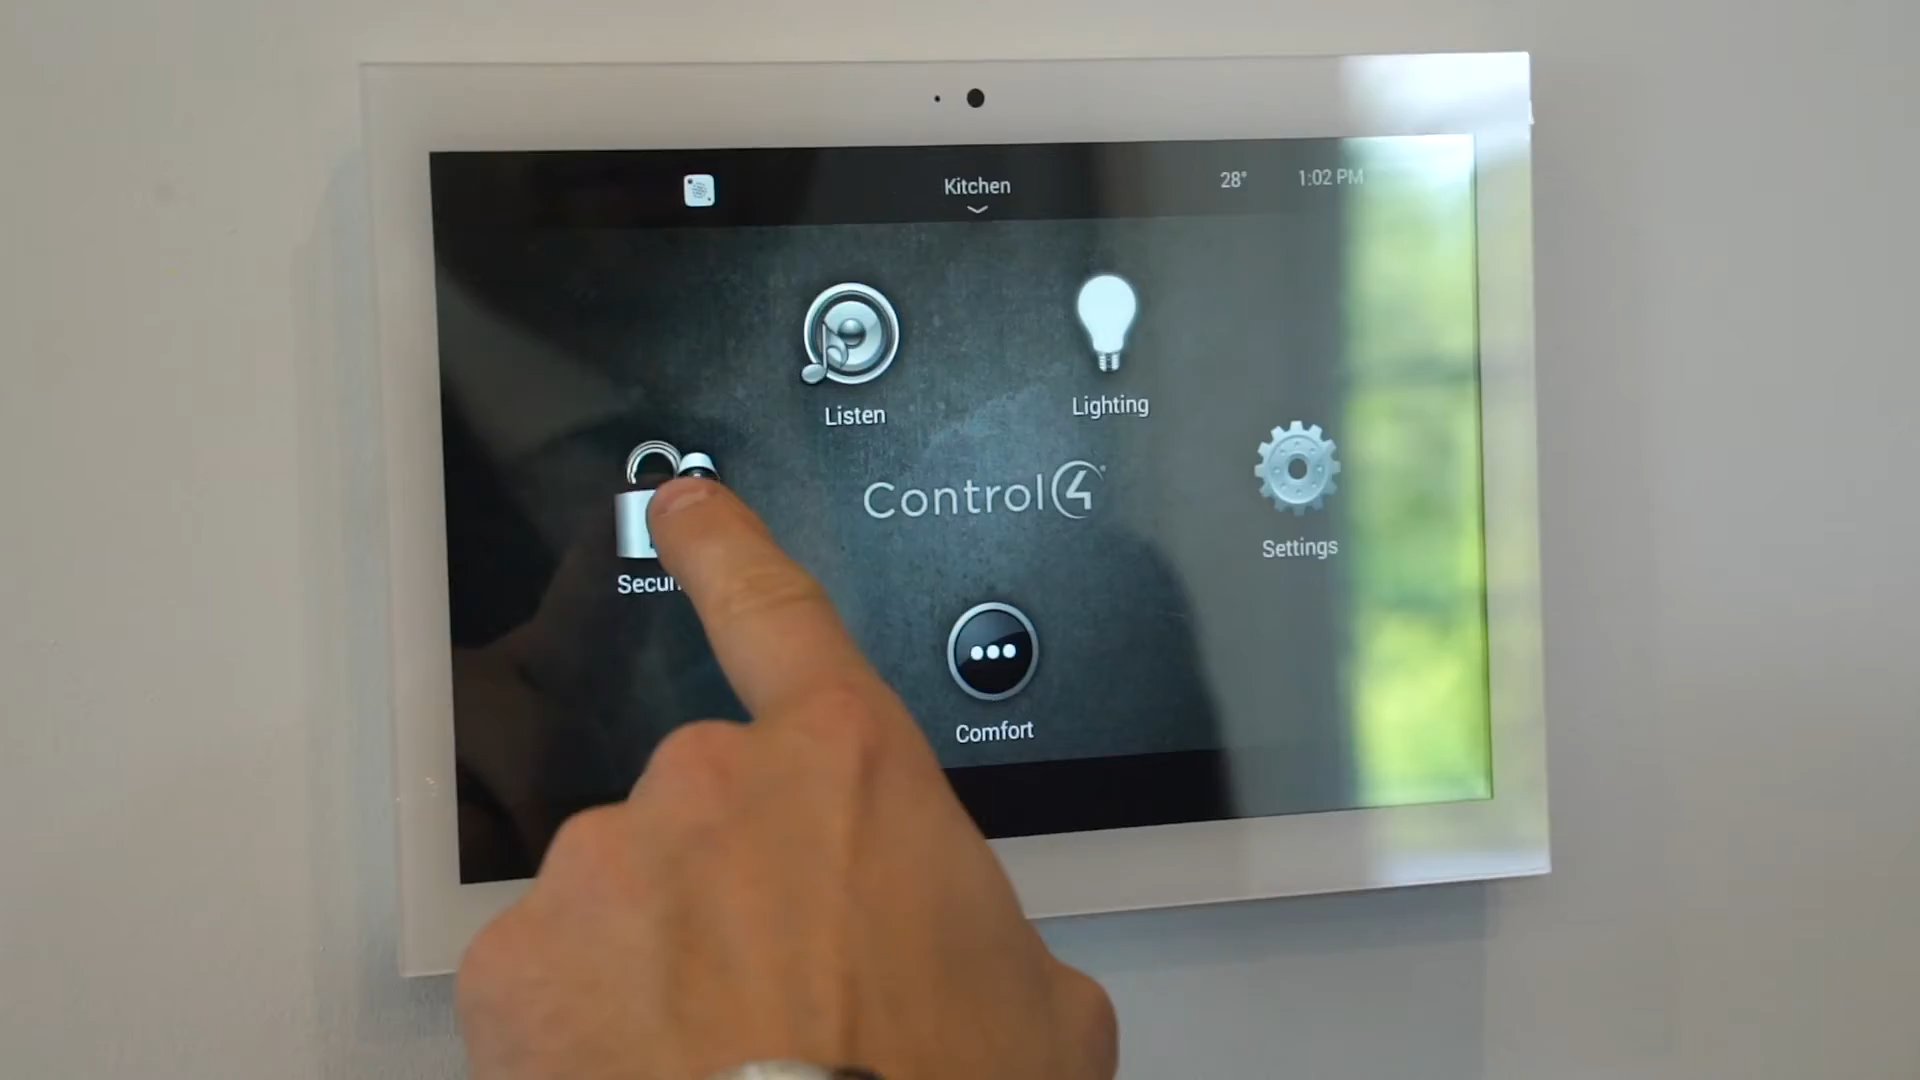 Kitchen
28°
1:02 PM
Listen
Lighting
Control4
Settings
Comfort